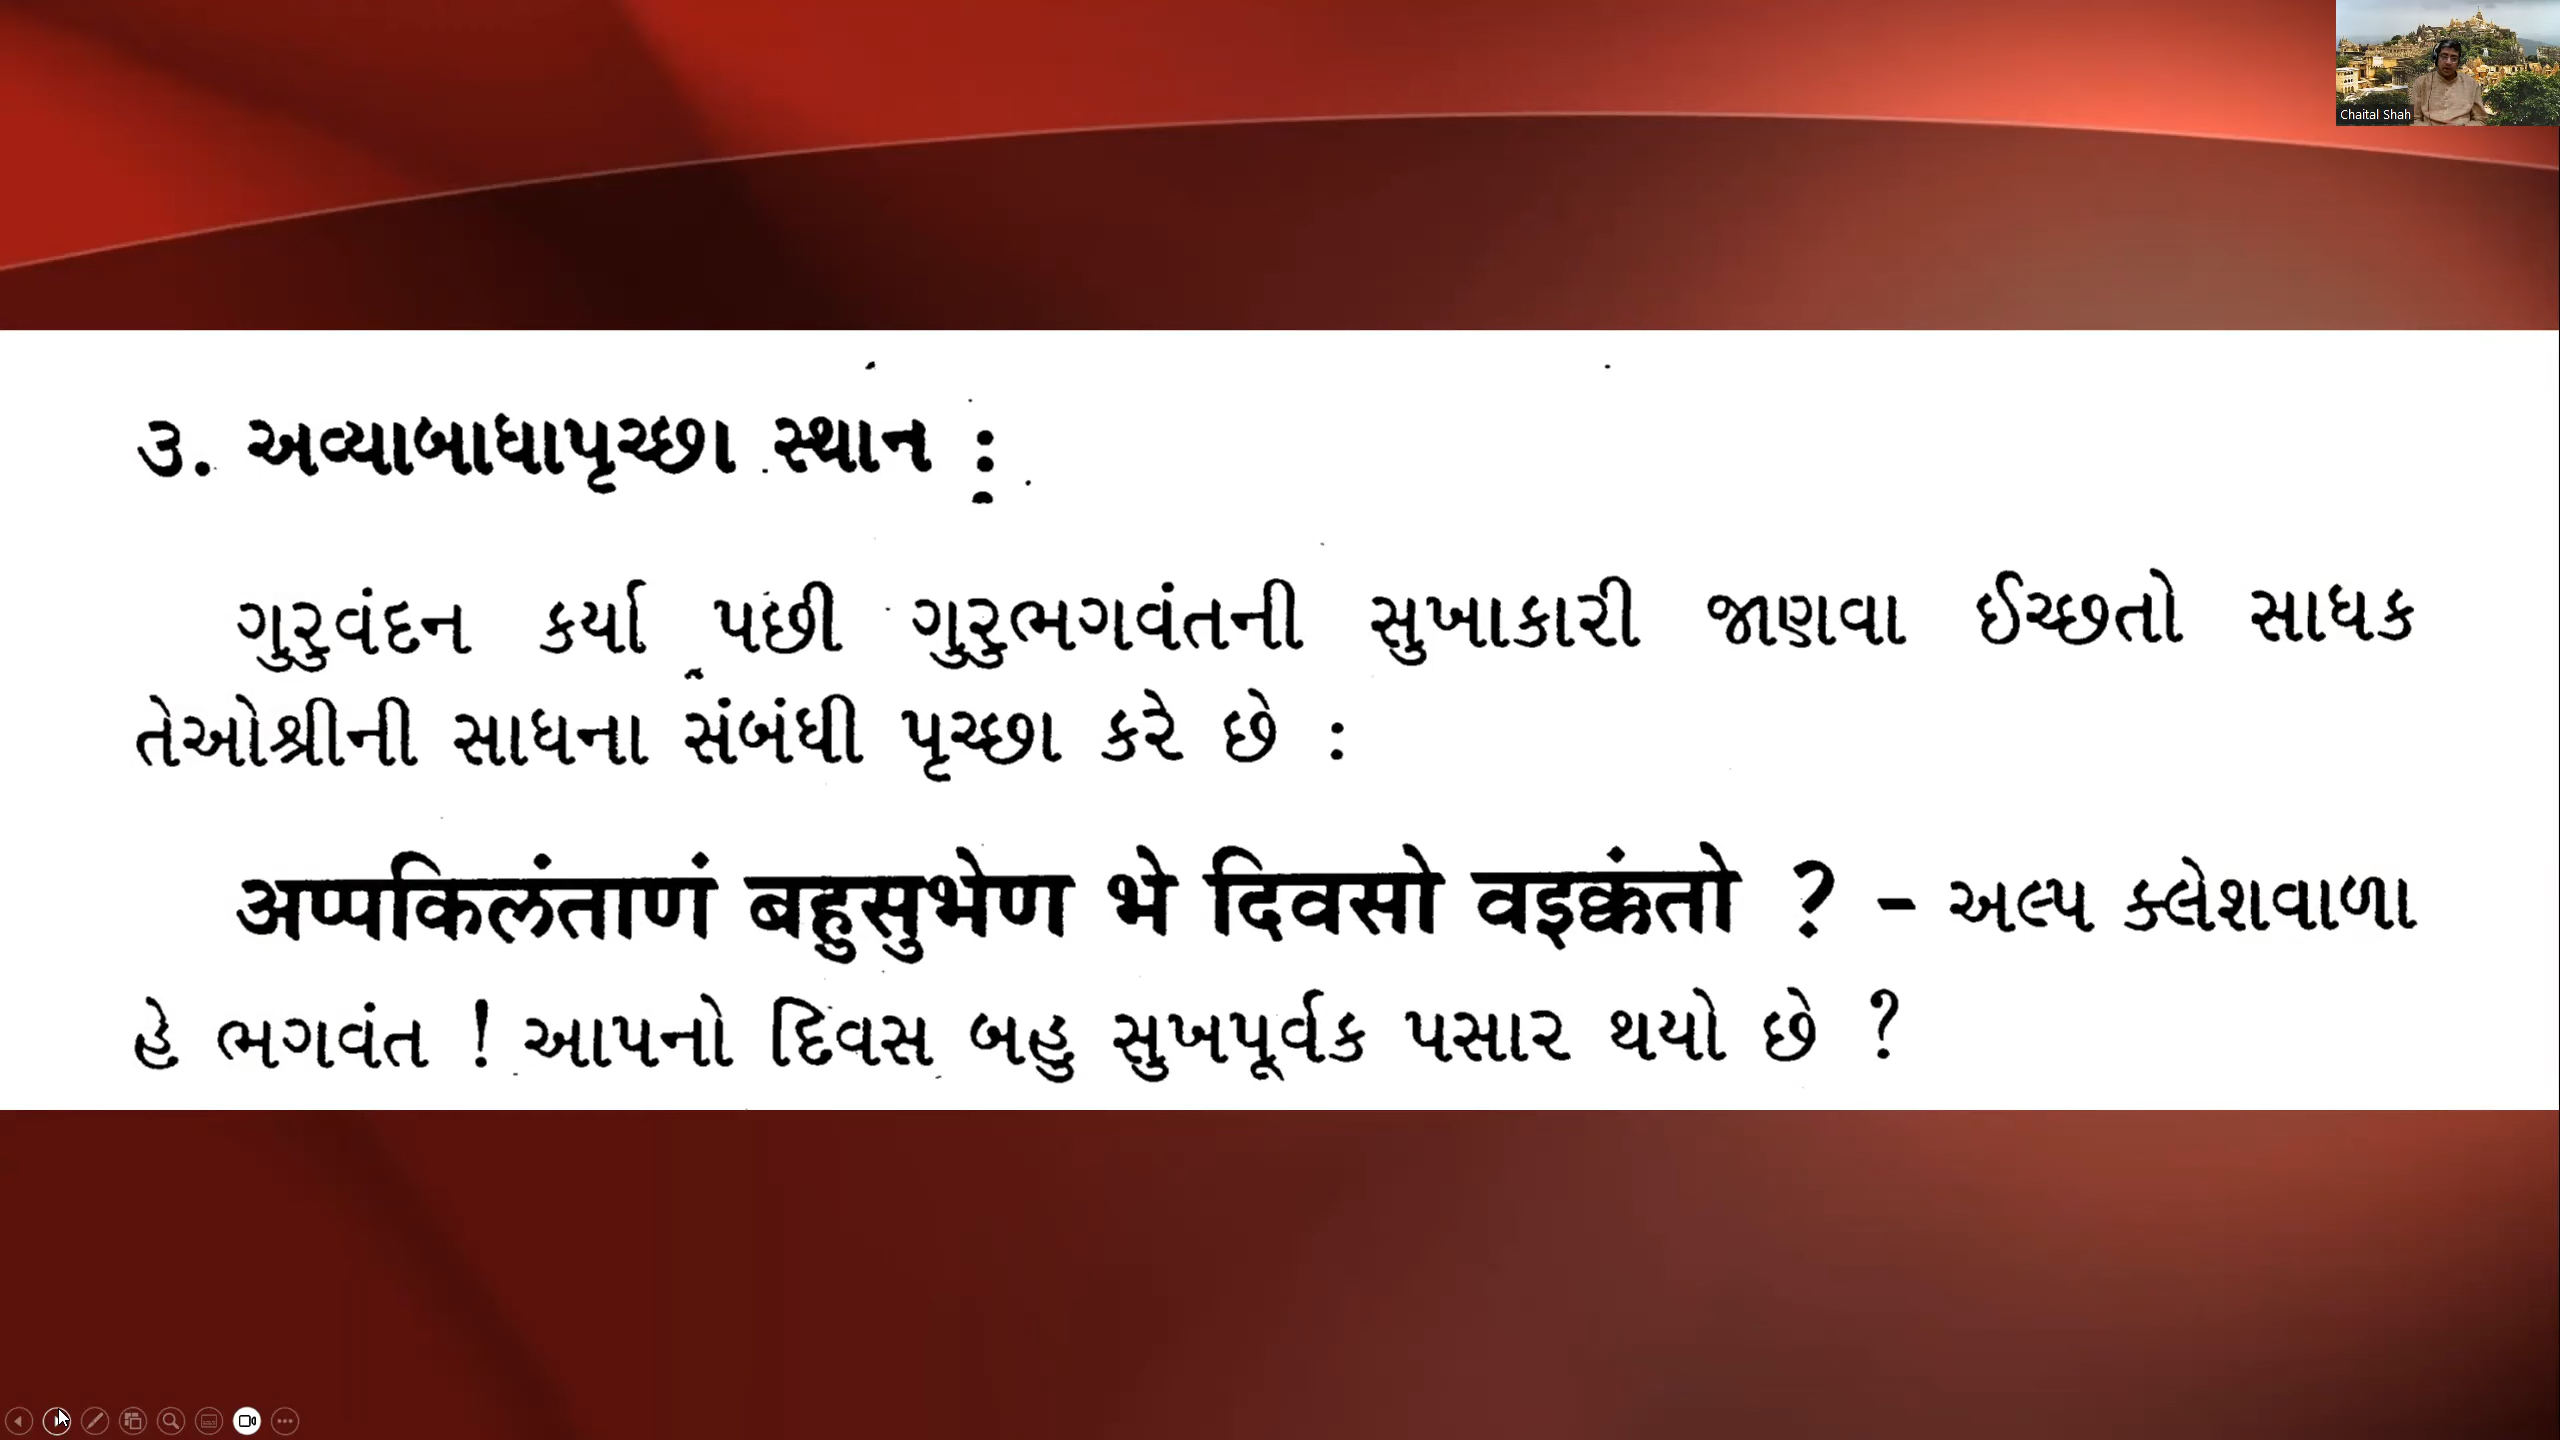 Chaital Shah
૩. અવ્યાબાધાપૃચ્છા સ્થાન :
ગુરુવંદન કર્યા પછી ગુરુભગવંતની સુખાકારી જાણવા ઈચ્છતો સાધક
તેઓશ્રીની સાધના સંબંધી પૃચ્છા કરે છે :
अप्पकिलंताणं बहुसुभेण भे दिवसो वइक्कंतो ? - અલ્પ ક્લેશવાળા
હે ભગવંત ! આપનો દિવસ બહુ સુખપૂર્વક પસાર થયો છે ?